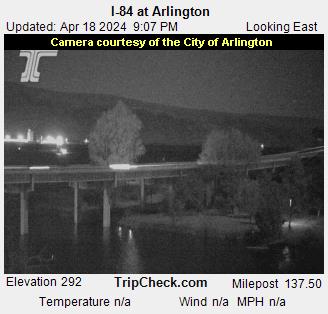 I-84 at Arlington
Updated: Apr 18 2024 9:07 PM Looking East
Camera courtesy of the City of Arlington
Elevation 292 TripCheck.com Milepost 137.50
Temperature n/a Wind n/a MPH n/a